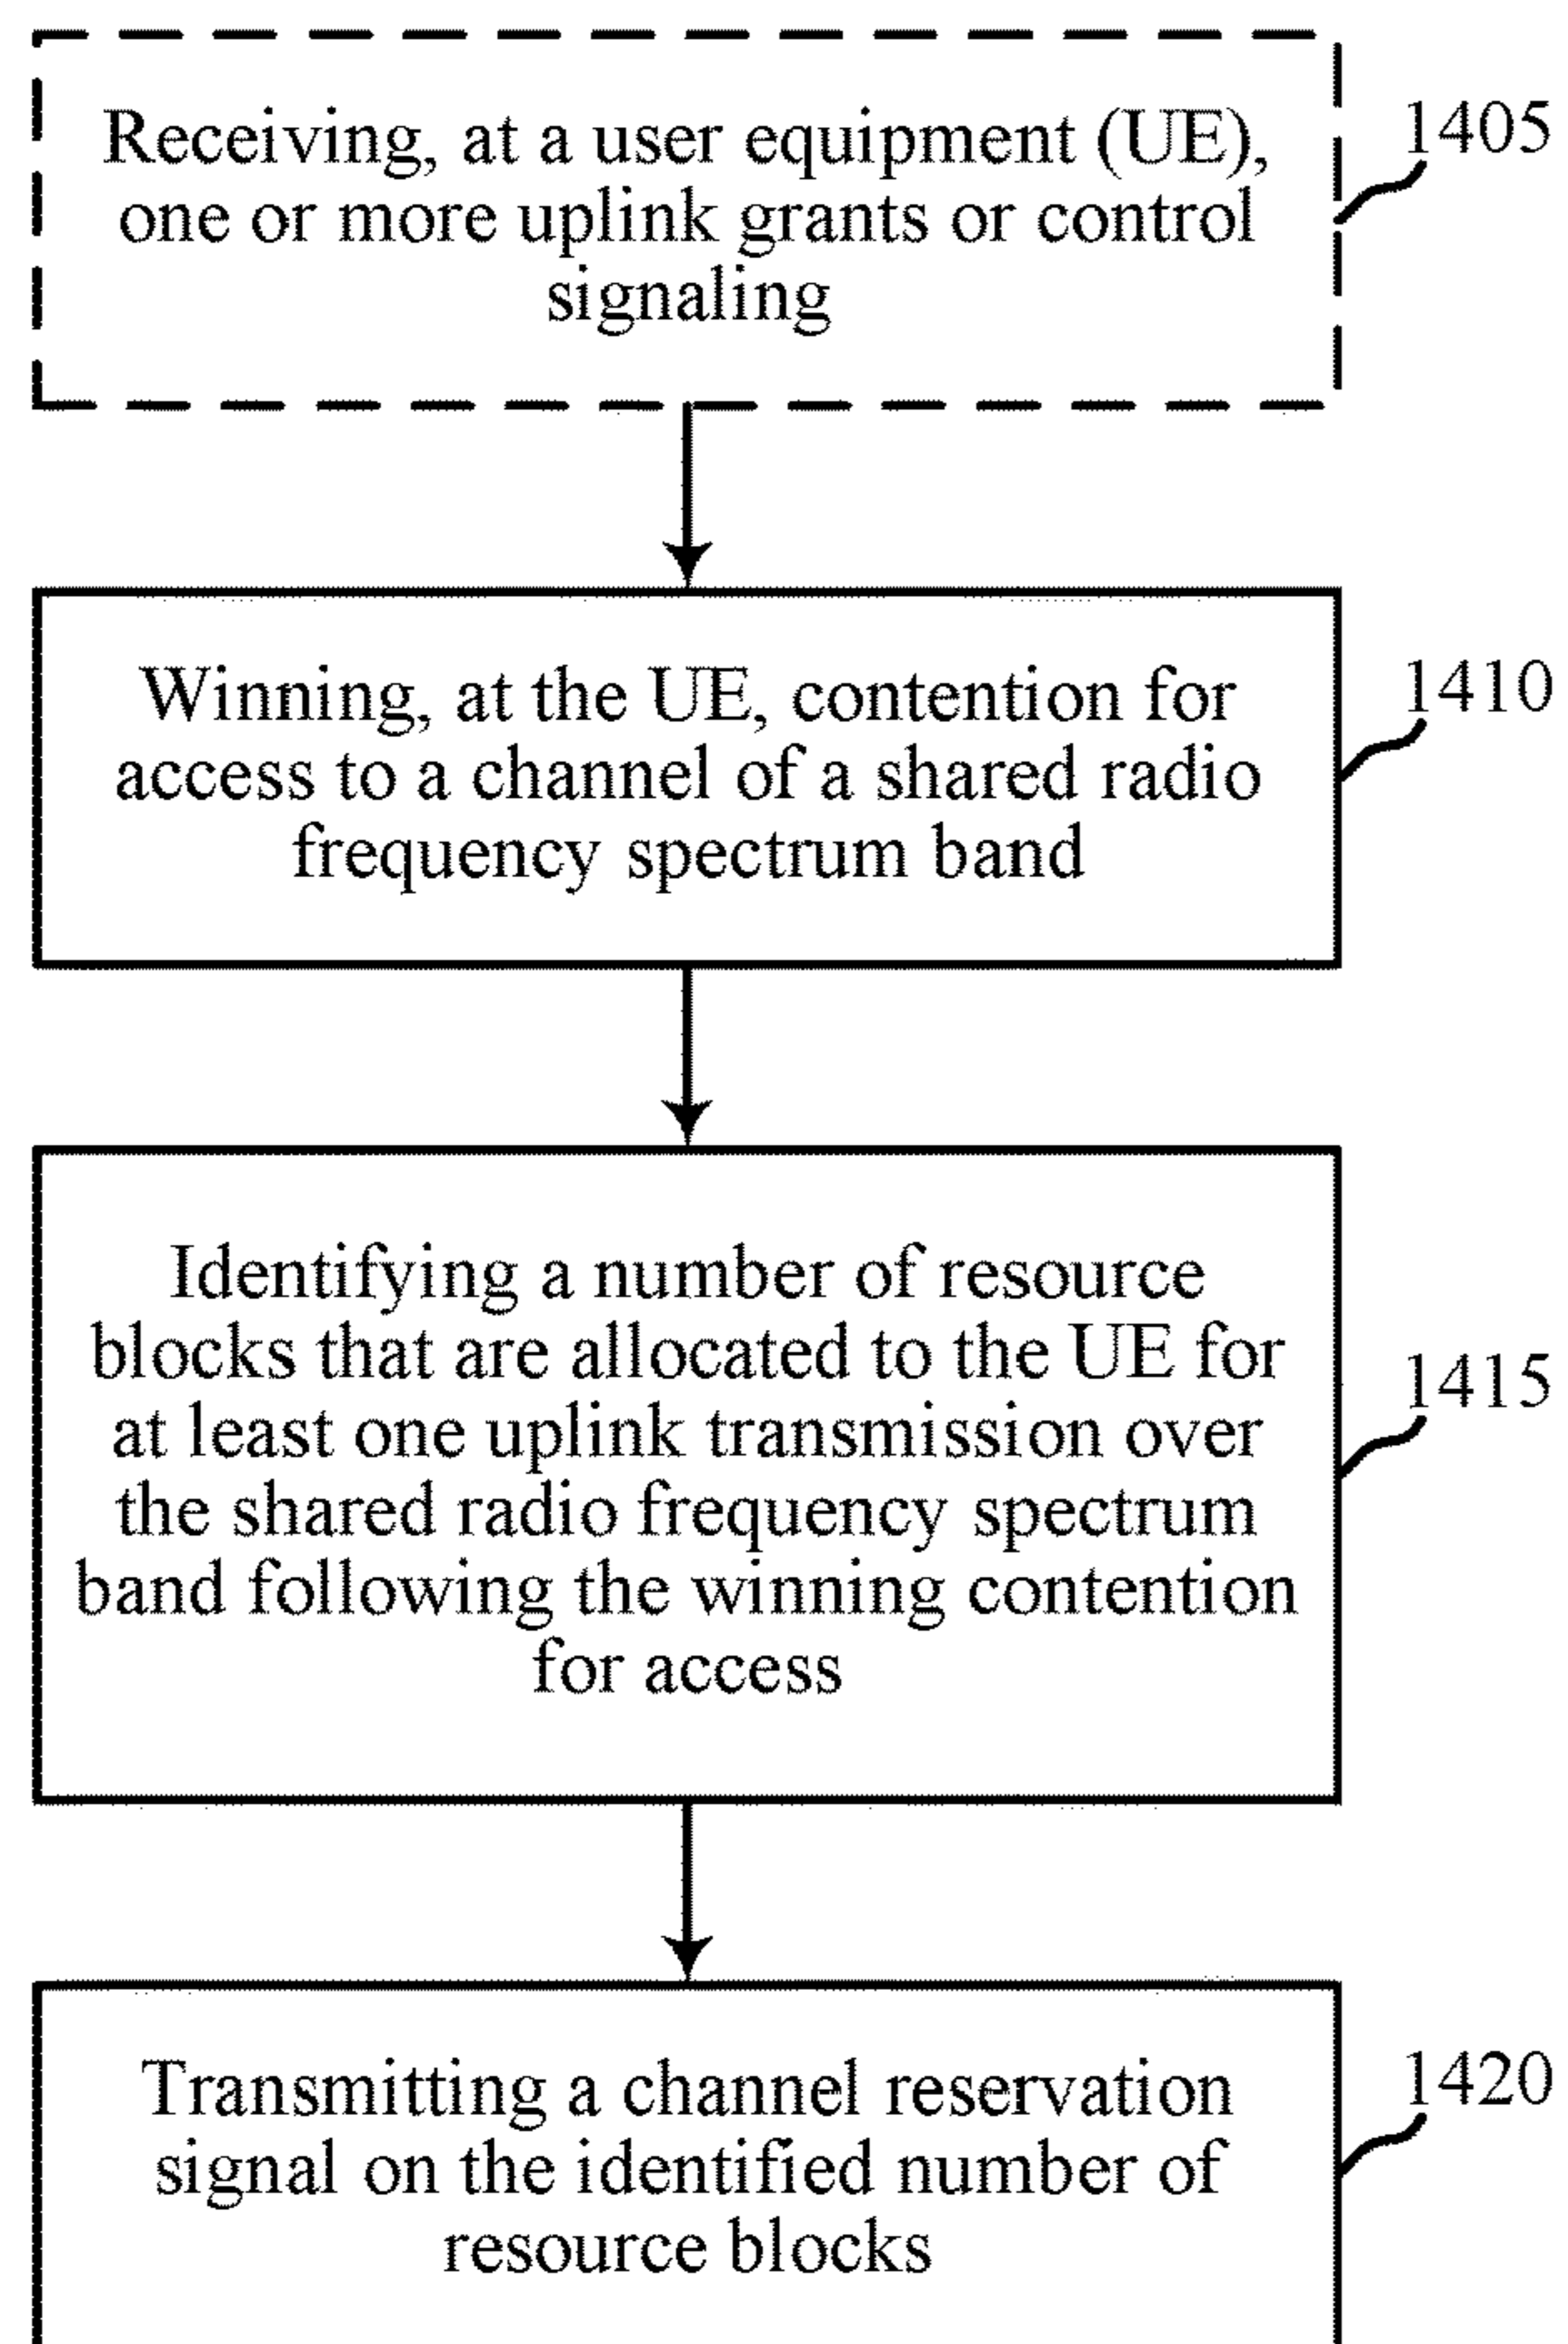 Receiving, at a user equipment (UE),
one or more uplink grants or control
signaling
1405
Winning, at the UE, contention for
access to a channel of a shared radio
frequency spectrum band
1410
Identifying a number of resource
blocks that are allocated to the UE for
at least one uplink transmission over
the shared radio frequency spectrum
band following the winning contention
for access
1415
Transmitting a channel reservation
signal on the identified number of
resource blocks
1420